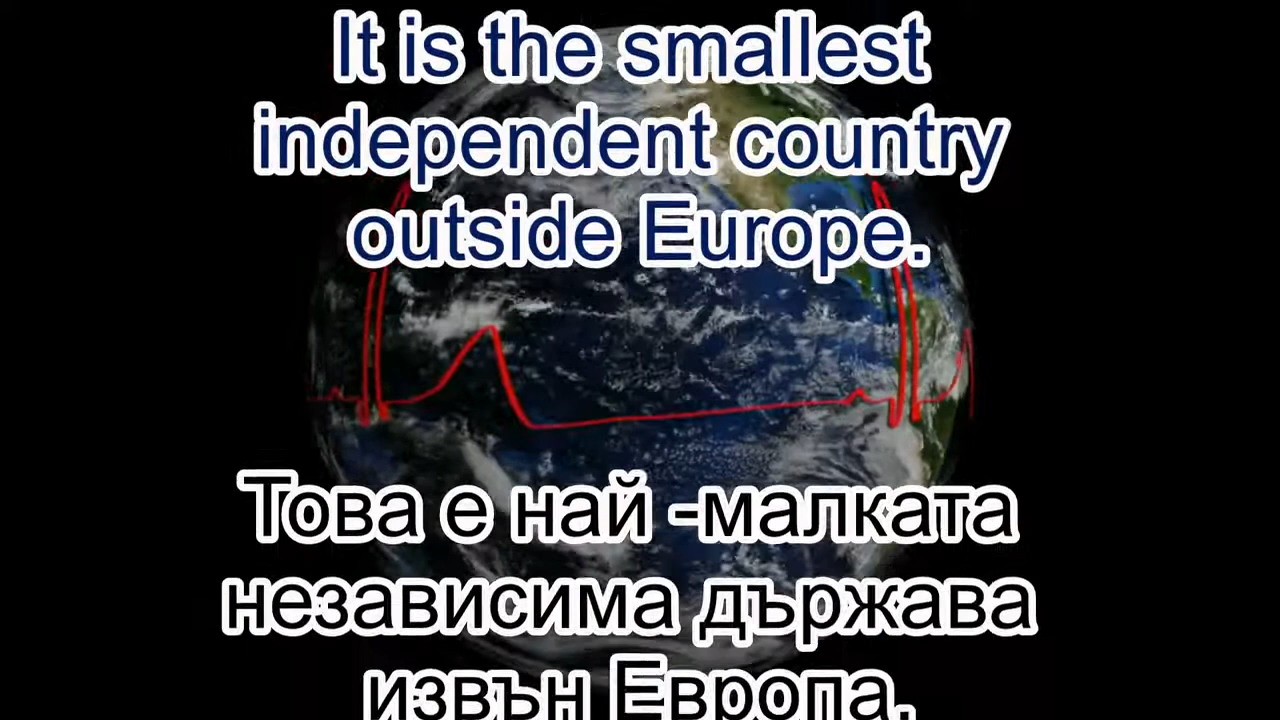 It is the smallest
independent country
outside Europe.
Това е най -малката
независима държава
извън Европа.